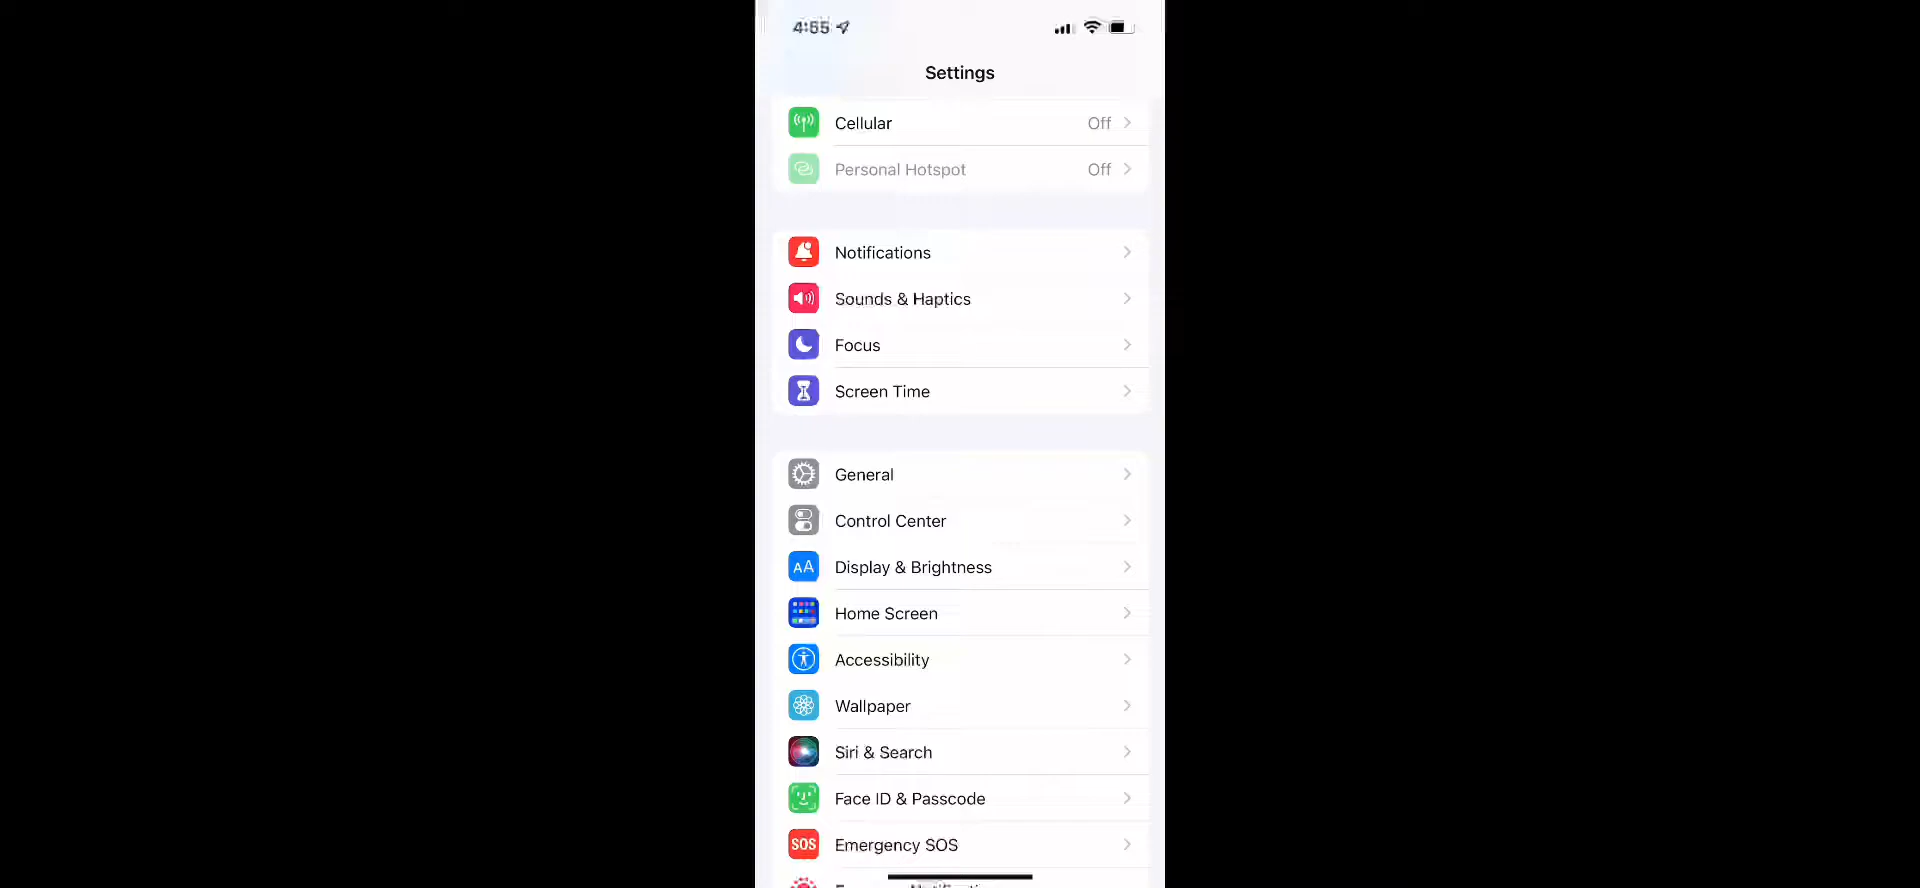 4:55
Settings
Cellular Off
Personal Hotspot Off
Notifications
Sounds & Haptics
Focus
Screen Time
General
Control Center
AA Display & Brightness
Home Screen
Accessibility
Wallpaper
Siri & Search
Face ID & Passcode
SOS Emergency SOS